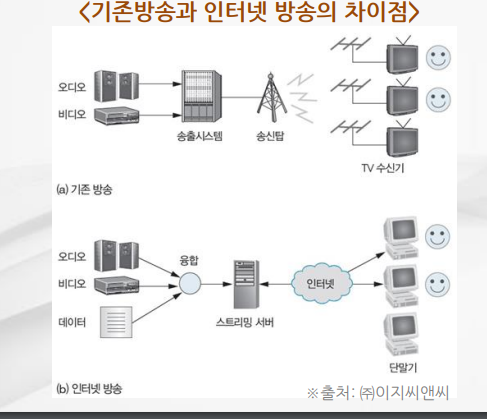 <기존방송과 인터넷 방송의 차이점>
오디오
비디오
송출시스템
송신탑
TV 수신기
(a) 기존 방송
오디오
비디오
데이터
융합
스트리밍 서버
인터넷
단말기
(b) 인터넷 방송
※출처: ㈜이지씨앤씨